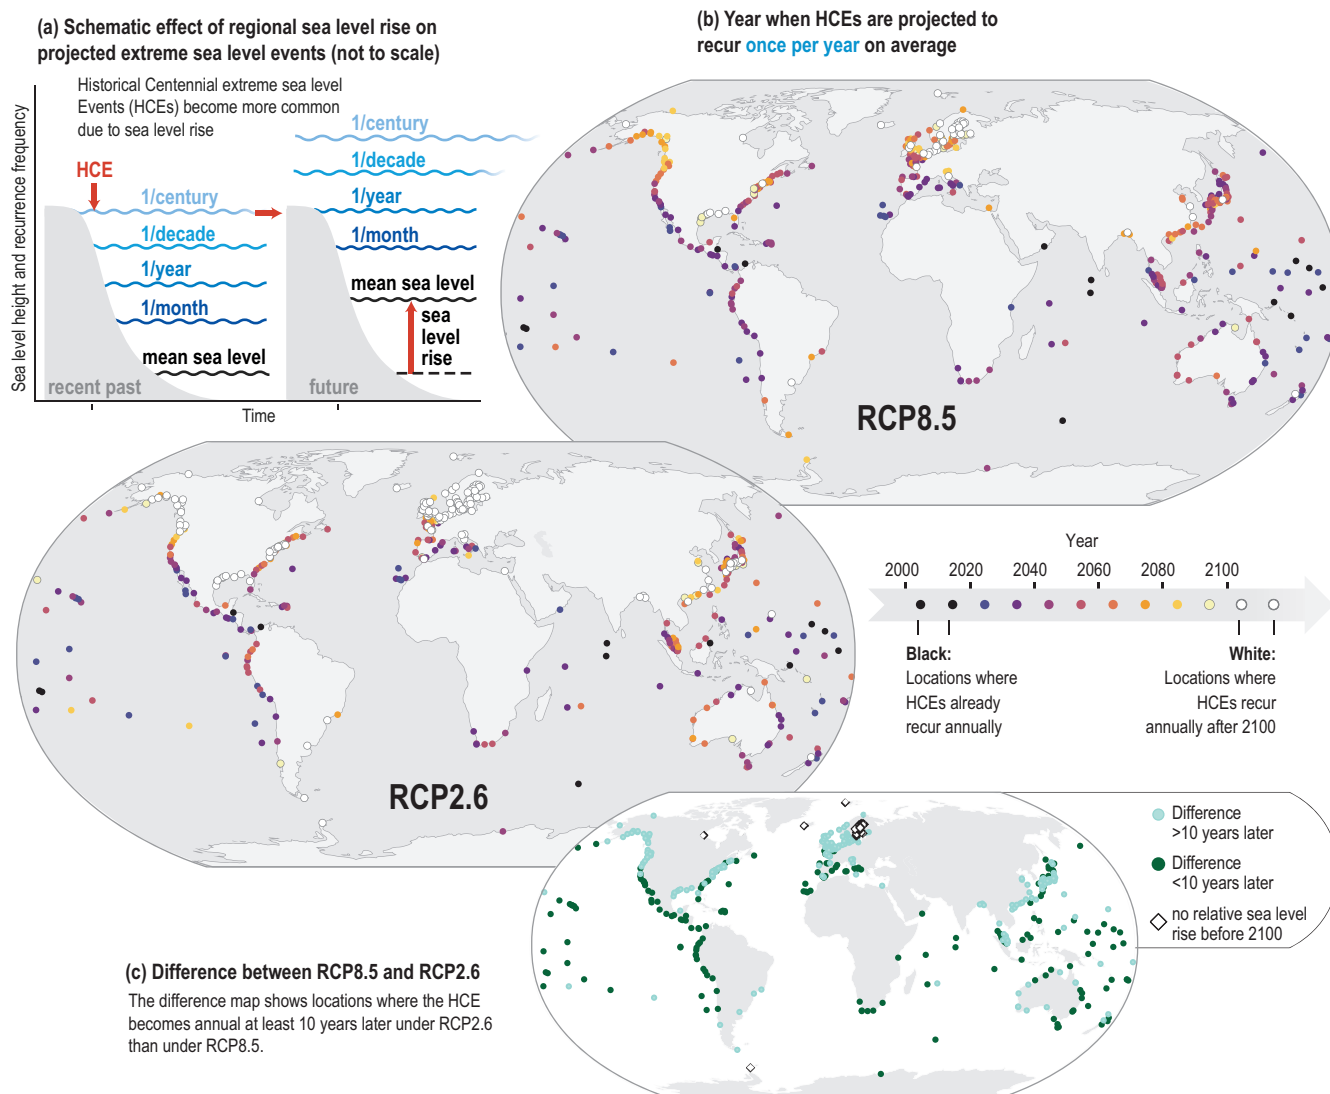 (a) Schematic effect of regional sea level rise on
projected extreme sea level events (not to scale)
Historical Centennial extreme sea level
Events (HCEs) become more common
due to sea level rise
Sea level height and recurrence frequency
HCE
1/century
1/decade
1/year
1/month
mean sea level
recent past
1/century
1/decade
1/year
1/month
mean sea level
sea
level
rise
future
Time
(b) Year when HCEs are projected to
recur once per year on average
RCP8.5
RCP2.6
Year
2000 2020 2040 2060 2080 2100
Black:
Locations where
HCEs already
recur annually
White:
Locations where
HCEs recur
annually after 2100
(c) Difference between RCP8.5 and RCP2.6
The difference map shows locations where the HCE
becomes annual at least 10 years later under RCP2.6
than under RCP8.5.
Difference
>10 years later
Difference
<10 years later
no relative sea level
rise before 2100